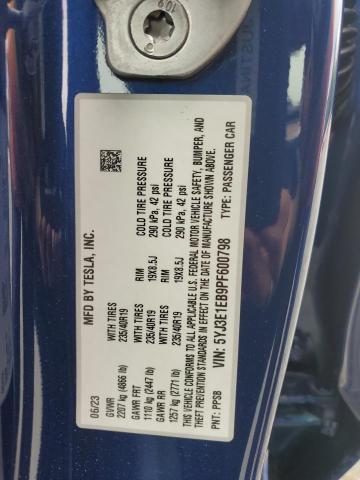 MFD BY TESLA, INC.
06/23
GVWR WITH TIRES RIM COLD TIRE PRESSURE
2207 kg (4866 lb) 235/40R19 19X8.5J 290 kPa, 42 psi
GAWR FRT WITH TIRES RIM COLD TIRE PRESSURE
1110 kg (2447 lb) 235/40R19 19X8.5J 290 kPa, 42 psi
GAWR RR
1257 kg (2771 lb) 235/40R19
THIS VEHICLE CONFORMS TO ALL APPLICABLE U.S. FEDERAL MOTOR VEHICLE SAFETY, BUMPER, AND
THEFT PREVENTION STANDARDS IN EFFECT ON THE DATE OF MANUFACTURE SHOWN ABOVE.
VIN: 5YJ3E1EB9PF600798 TYPE: PASSENGER CAR
PNT: PPSB